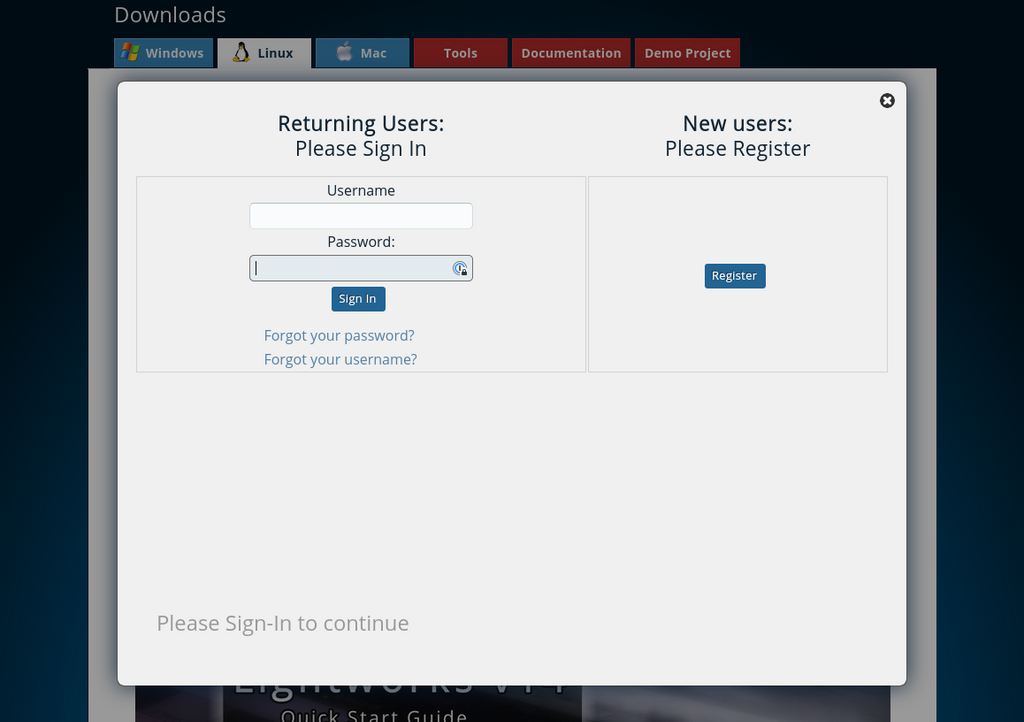 Downloads
Windows
Linux
Mac
Tools
Documentation
Demo Project
Returning Users:
Please Sign In
New users:
Please Register
Username
Password:
Sign In
Register
Forgot your password?
Forgot your username?
Please Sign-In to continue
Lightworks v14
Quick Start Guide